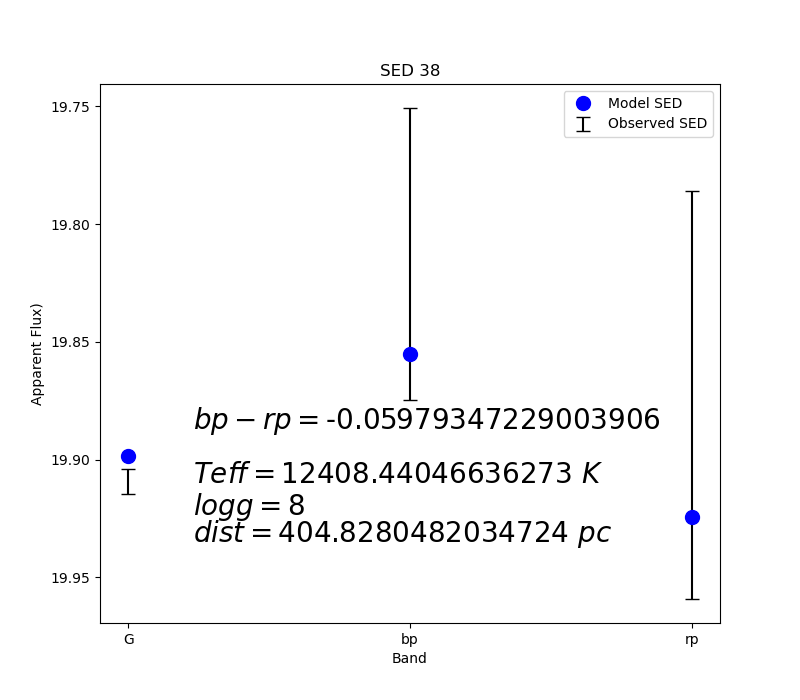 SED 38
Model SED
Observed SED
19.75
19.80
19.85
19.90
19.95
Apparent Flux)
bp − rp = -0.05979347229003906
Teff = 12408.44046636273 K
logg = 8
dist = 404.8280482034724 pc
G
bp
rp
Band